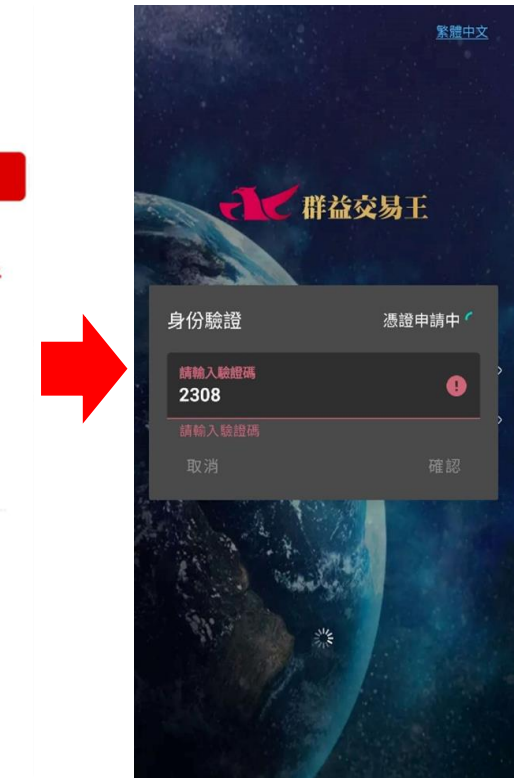 繁體中文
群益交易王
身份驗證 憑證申請中
請輸入驗證碼
2308
請輸入驗證碼
取消 確認